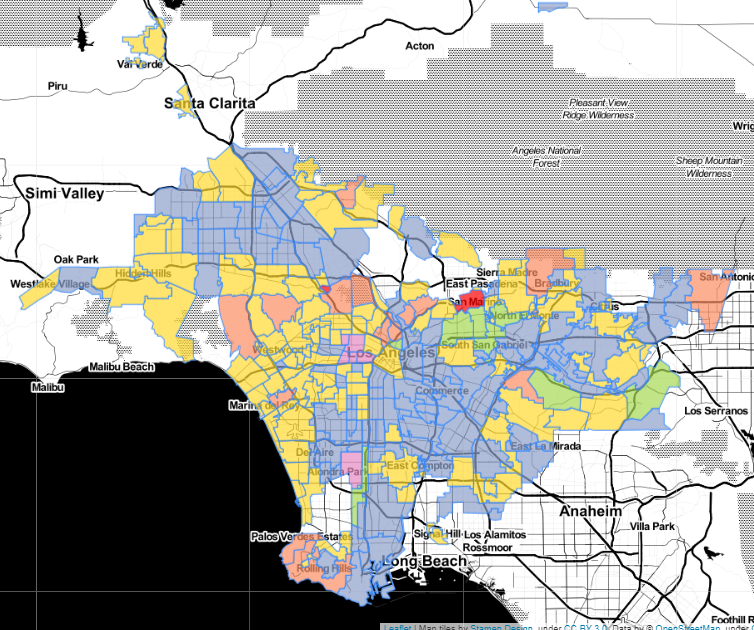 Acton
Val Verde
Piru
Santa Clarita
Pleasant View
Ridge Wilderness
Angeles National
Forest
Sheep Mountain
Wilderness
Simi Valley
Oak Park
Hidden Hills
Westlake Village
Sierra Madre
East Pasadena
Bradbury
San Antonio
San Marino
North El Monte
South San Gabriel
Westwood
Los Angeles
Malibu Beach
Malibu
Commerce
Marina del Rey
Los Serranos
East La Mirada
Del Aire
Alondra Park
East Compton
Anaheim
Villa Park
Palos Verdes Estates
Signal Hill
Los Alamitos
Rossmoor
Long Beach
Rolling Hills
Foothill R
Leaflet | Map tiles by Stamen Design, under CC BY 3.0. Data by © OpenStreetMap, under